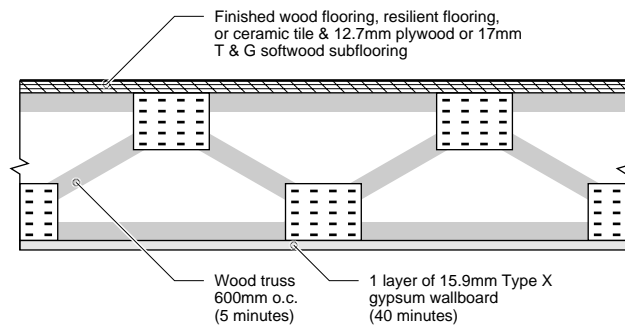 Finished wood flooring, resilient flooring,
or ceramic tile & 12.7mm plywood or 17mm
T & G softwood subflooring
Wood truss
600mm o.c.
(5 minutes)
1 layer of 15.9mm Type X
gypsum wallboard
(40 minutes)